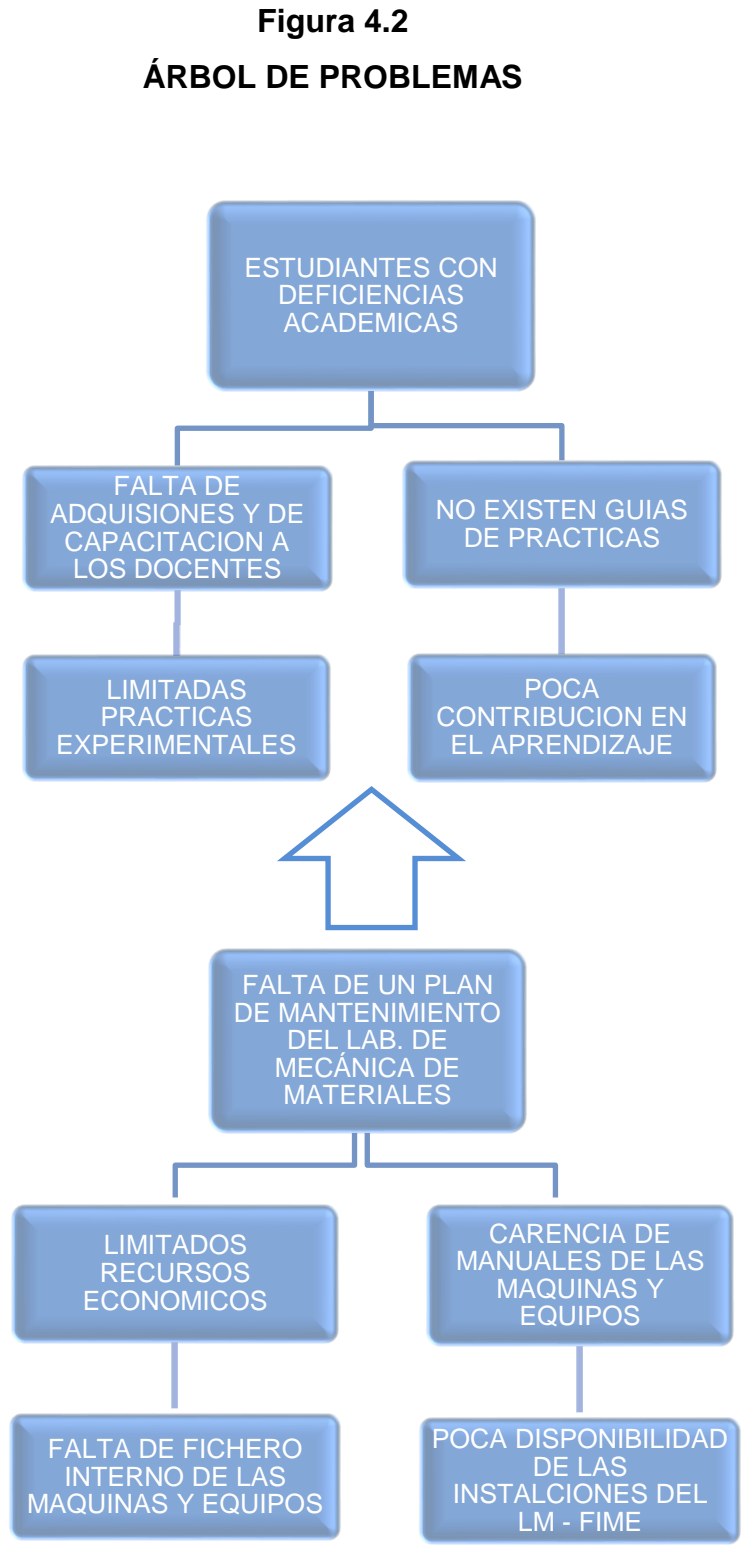 Figura 4.2
ÁRBOL DE PROBLEMAS
ESTUDIANTES CON
DEFICIENCIAS
ACADEMICAS
FALTA DE
ADQUISIONES Y DE
CAPACITACION A
LOS DOCENTES
NO EXISTEN GUIAS
DE PRACTICAS
LIMITADAS
PRACTICAS
EXPERIMENTALES
POCA
CONTRIBUCION EN
EL APRENDIZAJE
FALTA DE UN PLAN
DE MANTENIMIENTO
DEL LAB. DE
MECÁNICA DE
MATERIALES
LIMITADOS
RECURSOS
ECONOMICOS
CARENCIA DE
MANUALES DE LAS
MAQUINAS Y
EQUIPOS
FALTA DE FICHERO
INTERNO DE LAS
MAQUINAS Y EQUIPOS
POCA DISPONIBILIDAD
DE LAS
INSTALCIONES DEL
LM - FIME